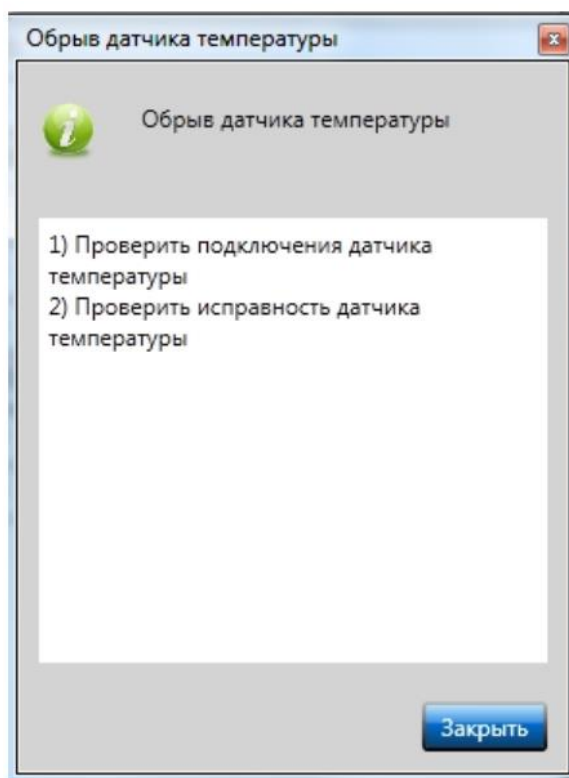 Обрыв датчика температуры
Обрыв датчика температуры
1) Проверить подключения датчика
температуры
2) Проверить исправность датчика
температуры
Закрыть